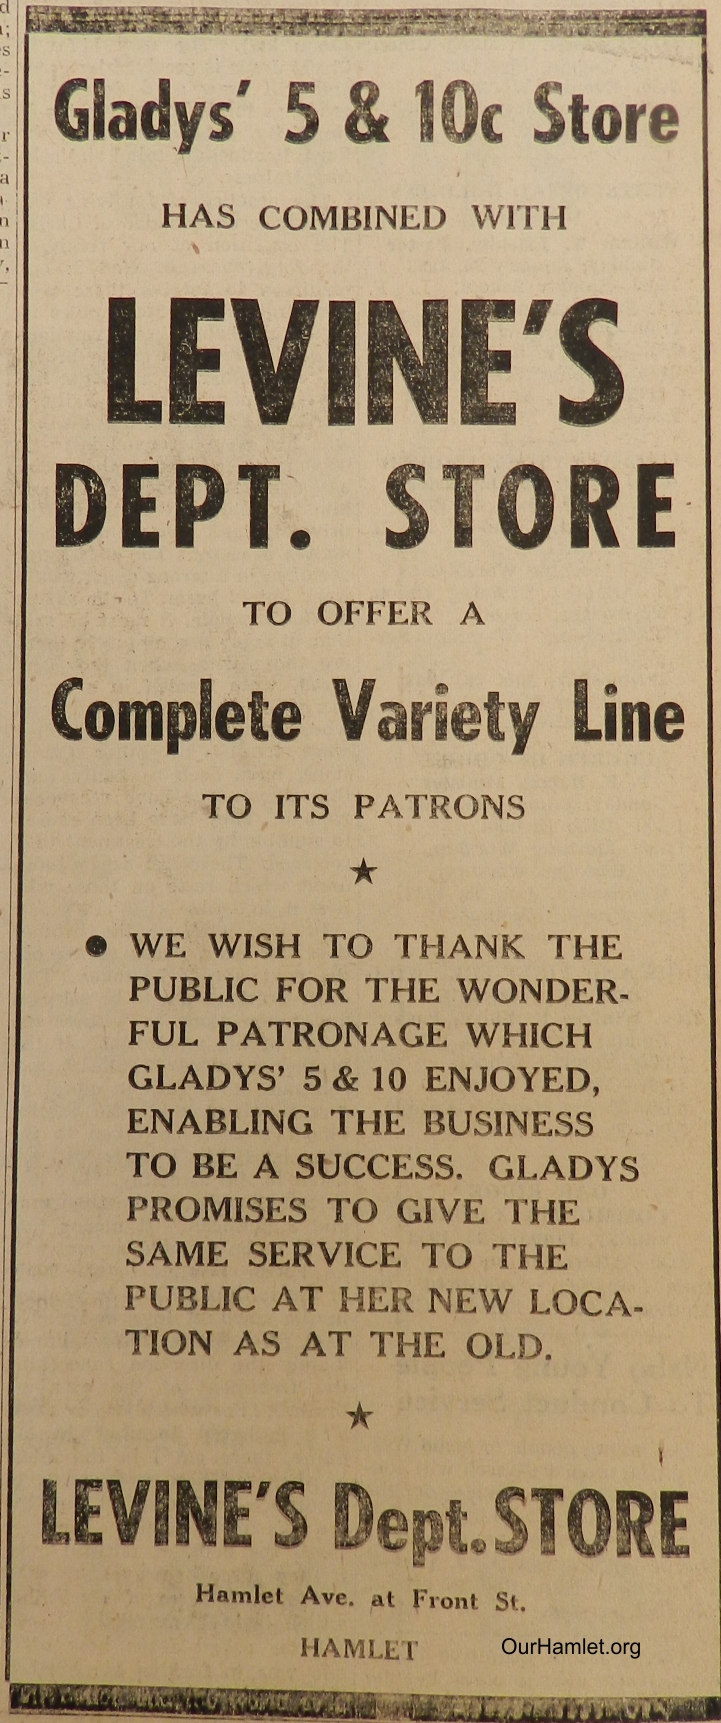 Gladys' 5 & 10c Store
HAS COMBINED WITH
LEVINE'S
DEPT. STORE
TO OFFER A
Complete Variety Line
TO ITS PATRONS
★
● WE WISH TO THANK THE
PUBLIC FOR THE WONDER-
FUL PATRONAGE WHICH
GLADYS' 5 & 10 ENJOYED,
ENABLING THE BUSINESS
TO BE A SUCCESS. GLADYS
PROMISES TO GIVE THE
SAME SERVICE TO THE
PUBLIC AT HER NEW LOCA-
TION AS AT THE OLD.
★
LEVINE'S Dept. STORE
Hamlet Ave. at Front St.
HAMLET
OurHamlet.org